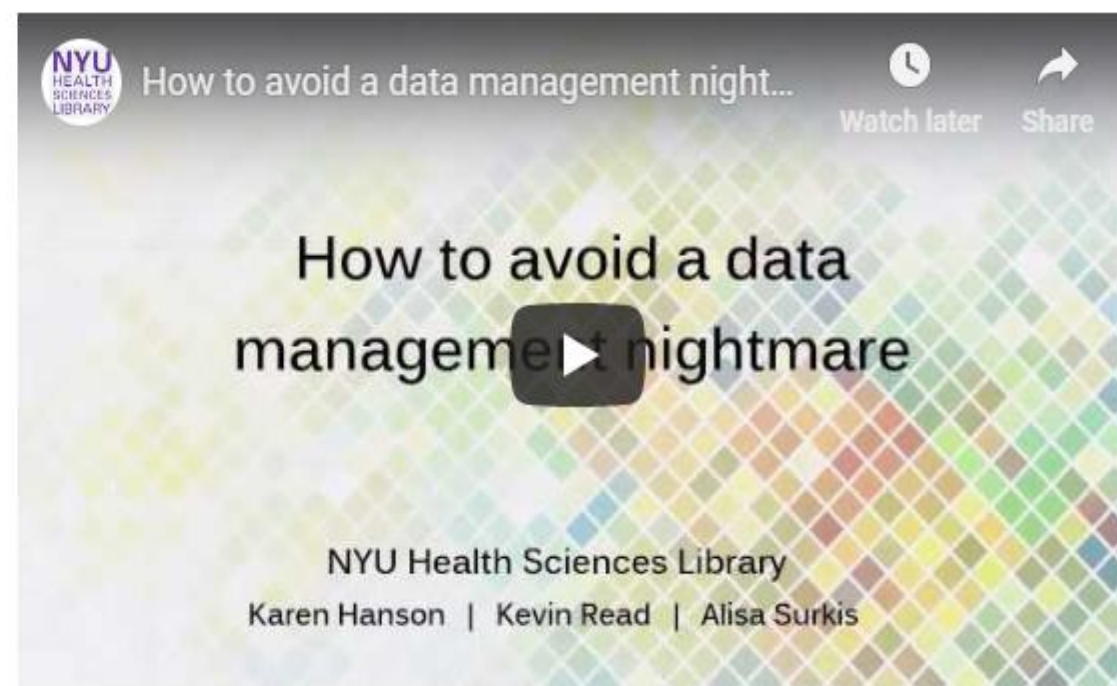 NYU
HEALTH
SCIENCES
LIBRARY
How to avoid a data management night...
Watch later
Share
How to avoid a data
management nightmare
NYU Health Sciences Library
Karen Hanson | Kevin Read | Alisa Surkis